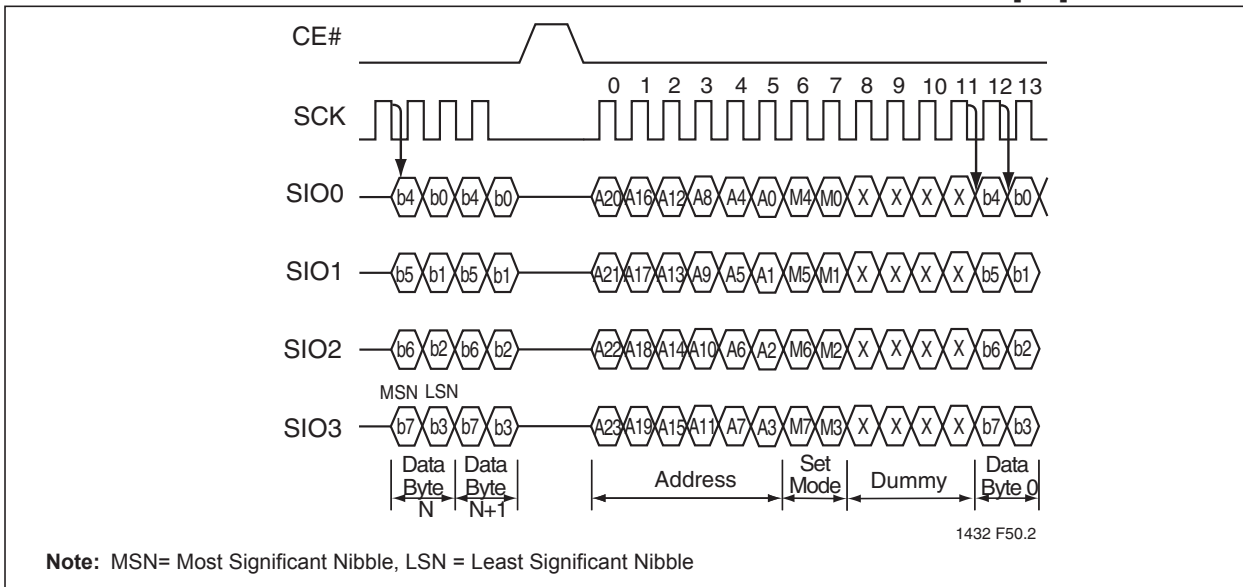 CE#
0 1 2 3 4 5 6 7 8 9 10 11 12 13
SCK
SIO0 b4 b0 b4 b0 A20 A16 A12 A8 A4 A0 M4 M0 X X X X b4 b0
SIO1 b5 b1 b5 b1 A21 A17 A13 A9 A5 A1 M5 M1 X X X X b5 b1
SIO2 b6 b2 b6 b2 A22 A18 A14 A10 A6 A2 M6 M2 X X X X b6 b2
MSN LSN
SIO3 b7 b3 b7 b3 A23 A19 A15 A11 A7 A3 M7 M3 X X X X b7 b3
Data Byte N
Data Byte N+1
Address
Set Mode
Dummy
Data Byte 0
1432 F50.2
Note: MSN= Most Significant Nibble, LSN = Least Significant Nibble